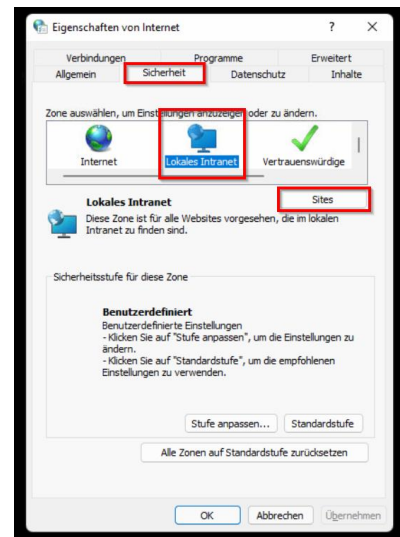 Eigenschaften von Internet
?
Verbindungen Programme Erweitert
Allgemein Sicherheit Datenschutz Inhalte
Zone auswählen, um Einstellungen anzuzeigen oder zu ändern.
Internet Lokales Intranet Vertrauenswürdige
Lokales Intranet
Sites
Diese Zone ist für alle Websites vorgesehen, die im lokalen
Intranet zu finden sind.
Sicherheitsstufe für diese Zone
Benutzerdefiniert
Benutzerdefinierte Einstellungen
- Klicken Sie auf "Stufe anpassen", um die Einstellungen zu
ändern.
- Klicken Sie auf "Standardstufe", um die empfohlenen
Einstellungen zu verwenden.
Stufe anpassen... Standardstufe
Alle Zonen auf Standardstufe zurücksetzen
OK Abbrechen Übernehmen